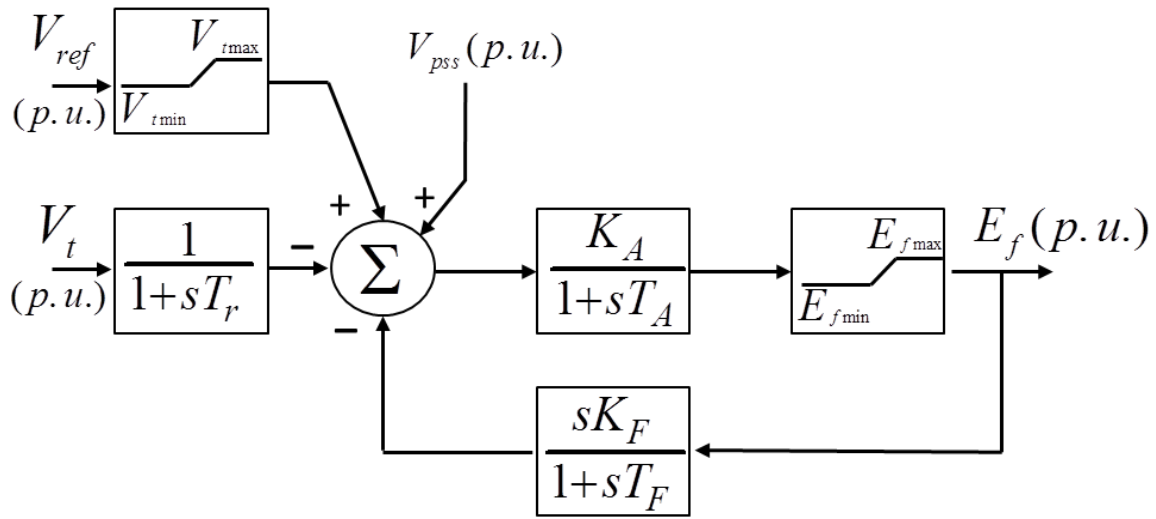 V_ref
(p.u.)
V_tmax
V_tmin
V_pss(p.u.)
+
+
V_t
(p.u.)
1
1+sT_r
−
Σ
−
K_A
1+sT_A
E_fmax
E_fmin
E_f(p.u.)
sK_F
1+sT_F